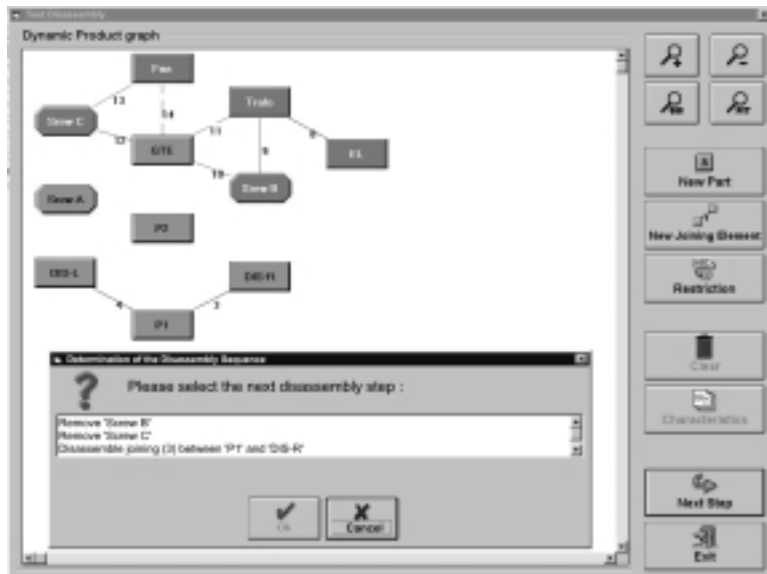 Test Disassembly
Dynamic Product graph
Fan
13
14
Trafo
Screw C
12
11
GTE
8
9
EL
10
Screw B
Screw A
P2
DIS-L
DIS-R
4
3
P1
New Part
New Joining Element
Restriction
Clear
Characteristics
Next Step
Exit
Determination of the Disassembly Sequence
Please select the next disassembly step :
Remove 'Screw B'
Remove 'Screw C'
Disassemble joining (3) between 'P1' and 'DIS-R'
Ok
Cancel